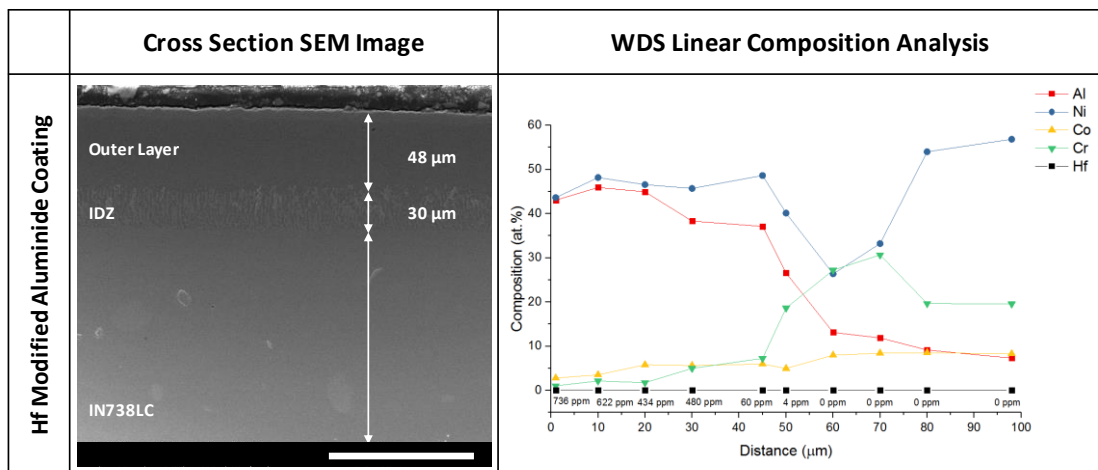 Cross Section SEM Image
WDS Linear Composition Analysis
Hf Modified Aluminide Coating
Outer Layer
48 µm
IDZ
30 µm
IN738LC
Al
Ni
Co
Cr
Hf
Composition (at.%)
60
50
40
30
20
10
0
736 ppm 622 ppm 434 ppm 480 ppm 60 ppm 4 ppm 0 ppm 0 ppm 0 ppm 0 ppm
0 10 20 30 40 50 60 70 80 90 100
Distance (µm)